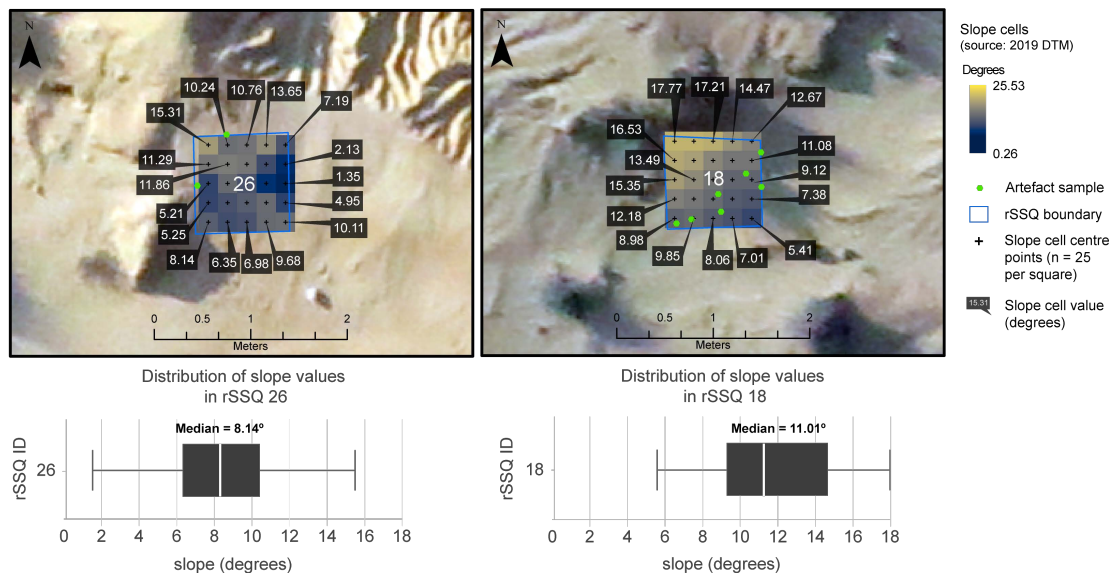 N
10.24
10.76
13.65
7.19
15.31
2.13
11.29
1.35
11.86
26
4.95
5.21
5.25
10.11
8.14
6.35
6.98
9.68
0 0.5 1 2
Meters
N
17.77
17.21
14.47
12.67
16.53
11.08
13.49
9.12
18
15.35
7.38
12.18
8.98
5.41
9.85
8.06
7.01
0 0.5 1 2
Meters
Slope cells
(source: 2019 DTM)
Degrees
25.53
0.26
Artefact sample
rSSQ boundary
Slope cell centre
points (n = 25
per square)
15.31
Slope cell value
(degrees)
Distribution of slope values
in rSSQ 26
Median = 8.14º
rSSQ ID
26
0 2 4 6 8 10 12 14 16 18
slope (degrees)
Distribution of slope values
in rSSQ 18
Median = 11.01º
rSSQ ID
18
0 2 4 6 8 10 12 14 16 18
slope (degrees)